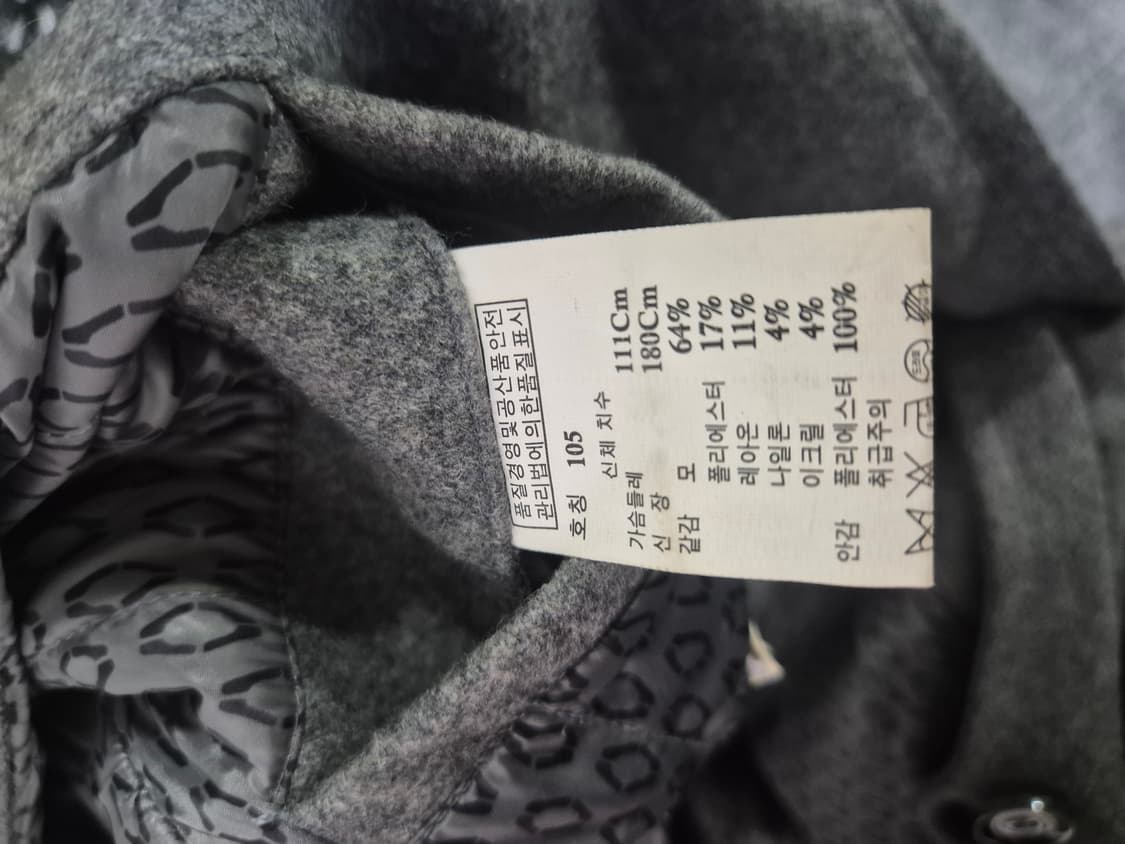 품질경영및공산품안전
관리법에의한품질표시
호칭 105
신체 치수
가슴둘레 111Cm
신 장 180Cm
겉감 모 64%
폴리에스터 17%
레이온 11%
나일론 4%
이크릴 4%
안감 폴리에스터 100%
취급주의